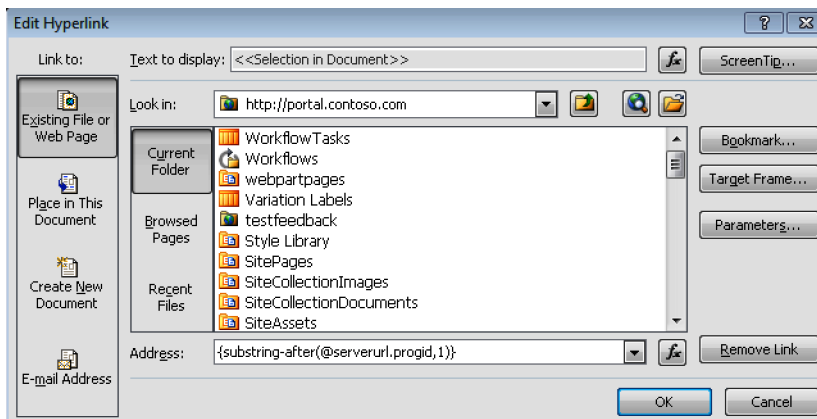 Edit Hyperlink
Link to:
Text to display:
<<Selection in Document>>
fx
ScreenTip...
Existing File or
Web Page
Look in:
http://portal.contoso.com
Current
Folder
WorkflowTasks
Workflows
webpartpages
Variation Labels
testfeedback
Style Library
SitePages
SiteCollectionImages
SiteCollectionDocuments
SiteAssets
Bookmark...
Target Frame...
Parameters...
Place in This
Document
Browsed
Pages
Create New
Document
Recent
Files
E-mail Address
Address:
{substring-after(@serverurl.progid,1)}
fx
Remove Link
OK
Cancel